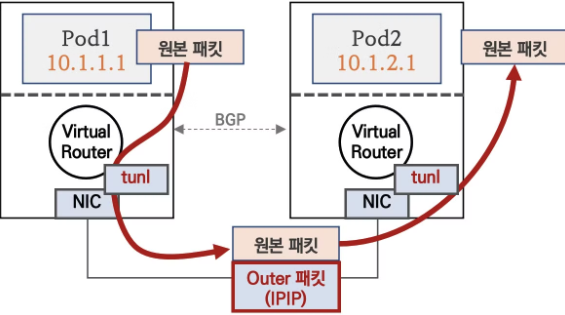 Pod1
10.1.1.1
원본 패킷
Pod2
10.1.2.1
원본 패킷
Virtual
Router
BGP
Virtual
Router
tunl
tunl
NIC
NIC
원본 패킷
Outer 패킷
(IPIP)